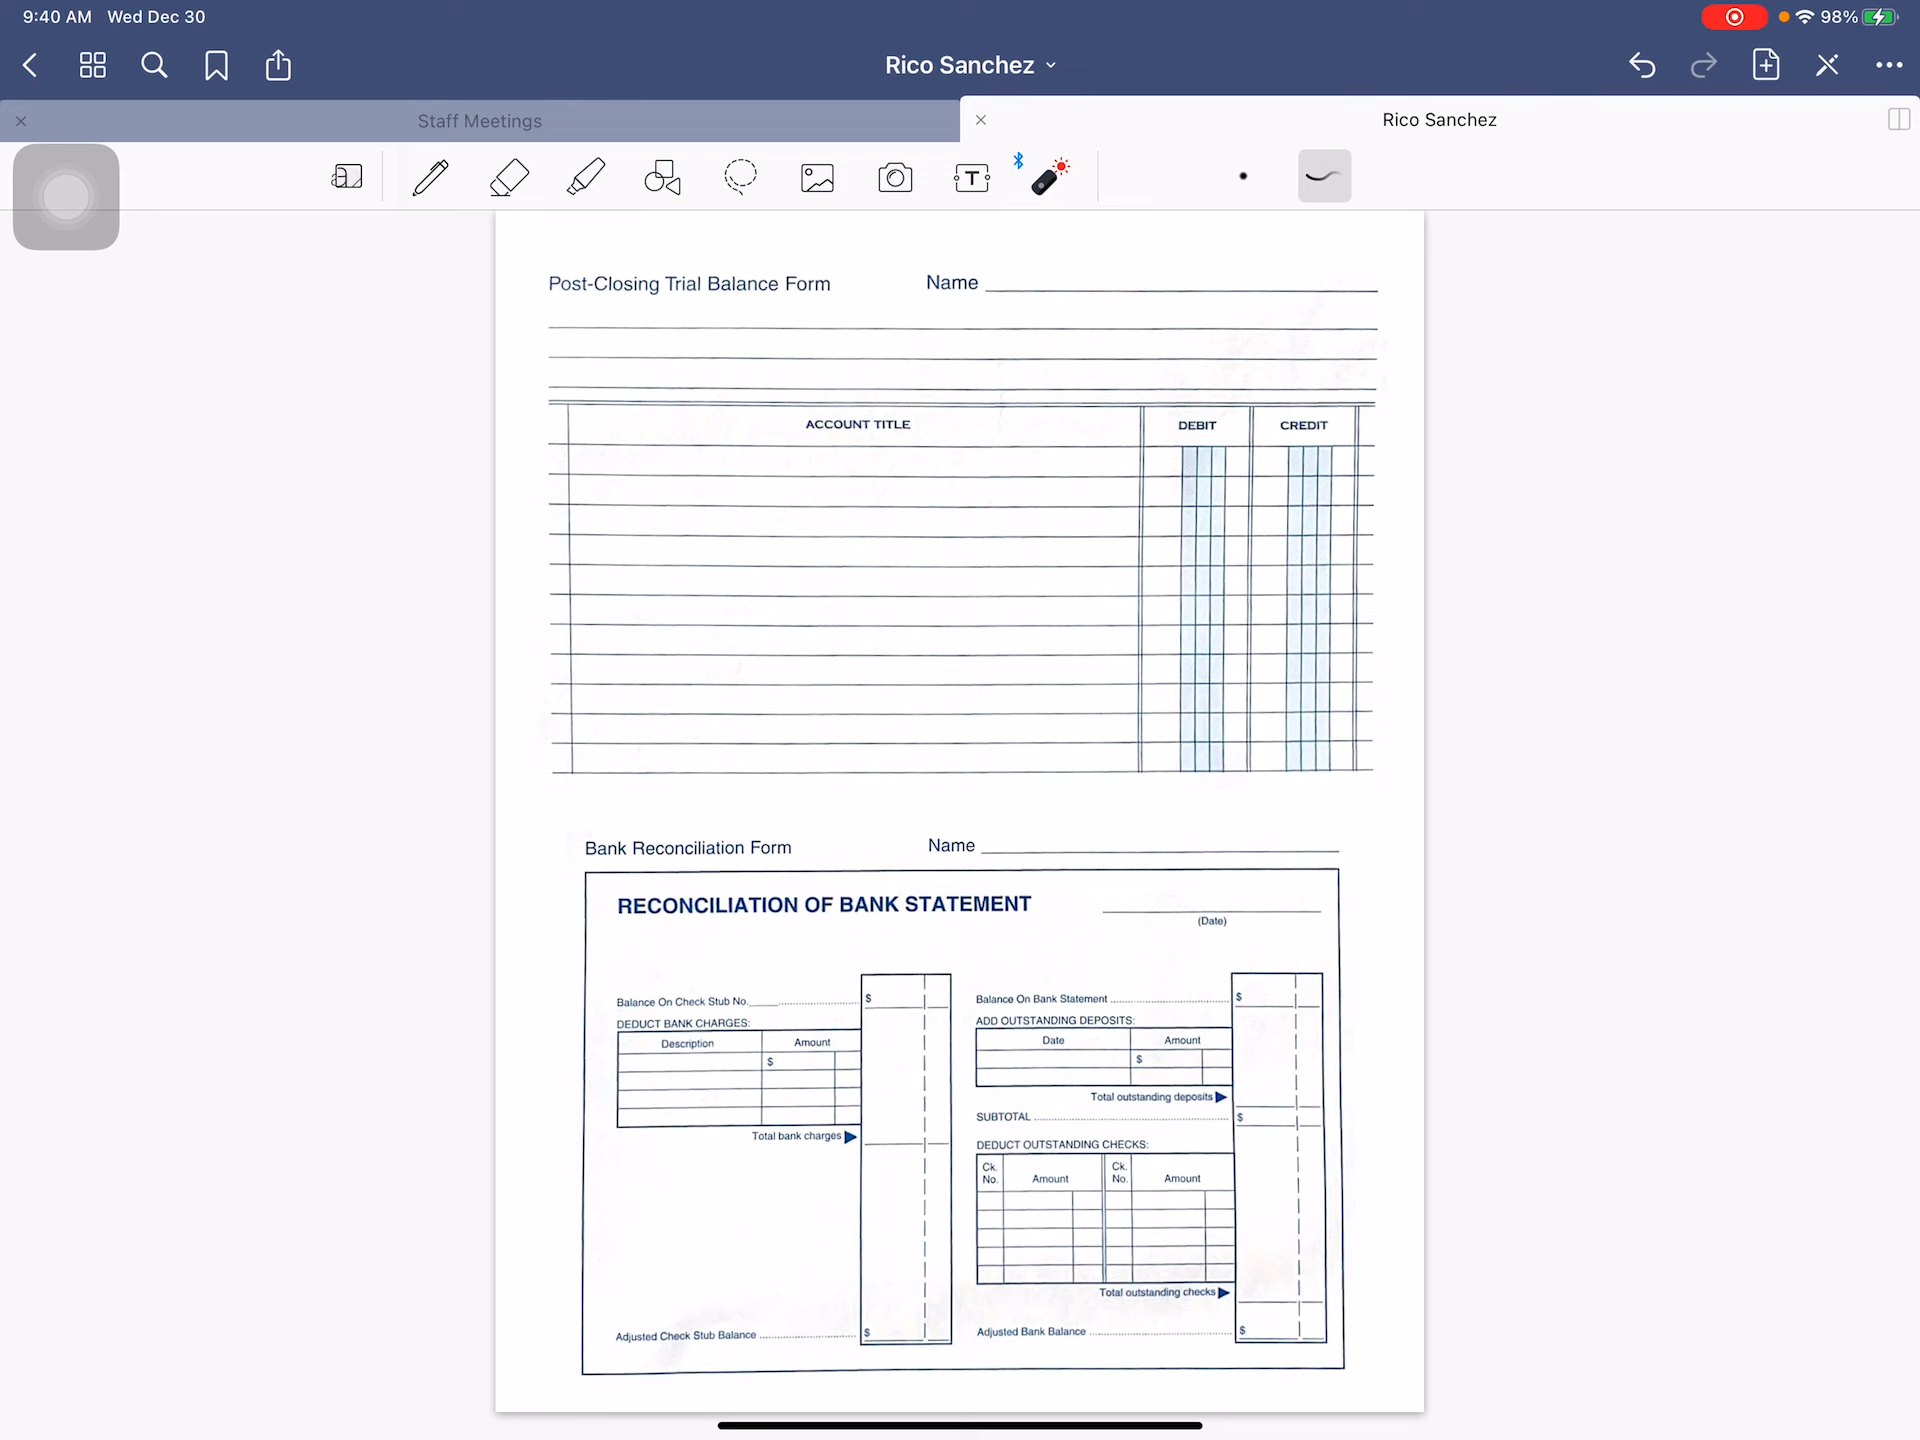 9:40 AM Wed Dec 30
98%
Rico Sanchez
Staff Meetings
Rico Sanchez
a
T
Post-Closing Trial Balance Form Name
ACCOUNT TITLE DEBIT CREDIT
Bank Reconciliation Form Name
RECONCILIATION OF BANK STATEMENT
(Date)
Balance On Check Stub No. $
DEDUCT BANK CHARGES:
Description Amount
$
Total bank charges
Adjusted Check Stub Balance $
Balance On Bank Statement $
ADD OUTSTANDING DEPOSITS:
Date Amount
$
Total outstanding deposits
SUBTOTAL $
DEDUCT OUTSTANDING CHECKS:
Ck. No. Amount Ck. No. Amount
Total outstanding checks
Adjusted Bank Balance $